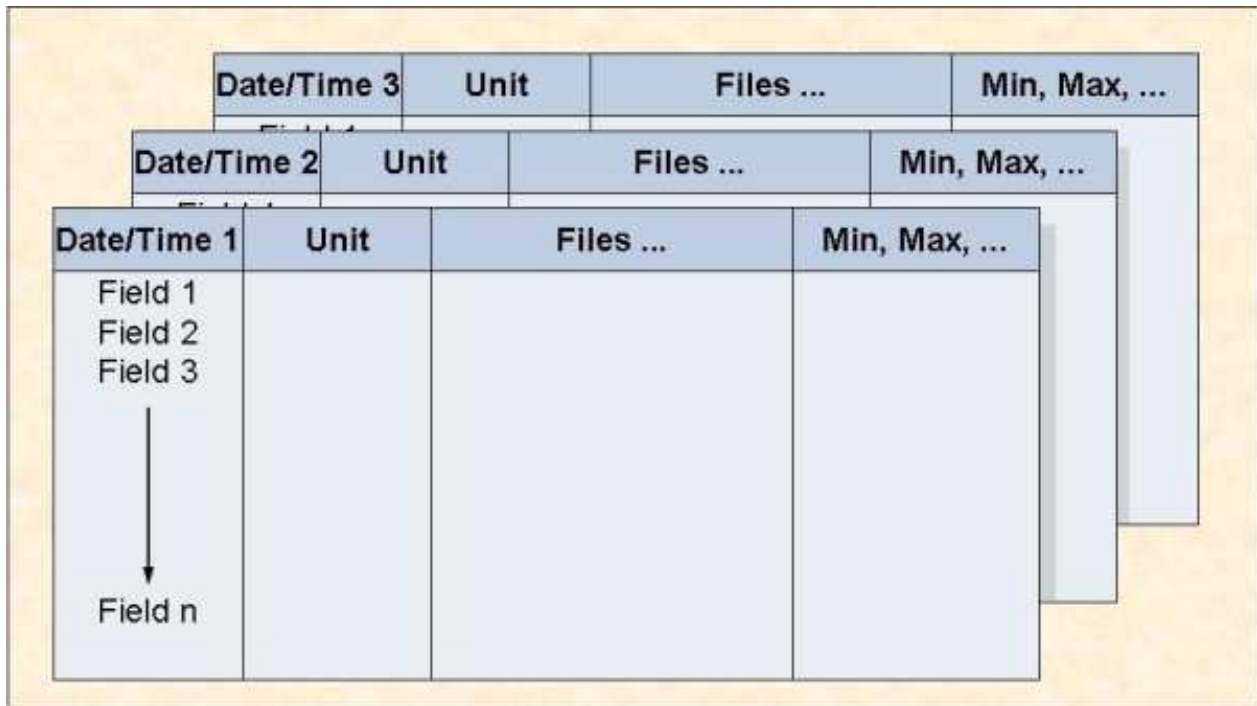 Date/Time 3 Unit Files ... Min, Max, ...
Date/Time 2 Unit Files ... Min, Max, ...
Date/Time 1 Unit Files ... Min, Max, ...
Field 1
Field 2
Field 3
Field n